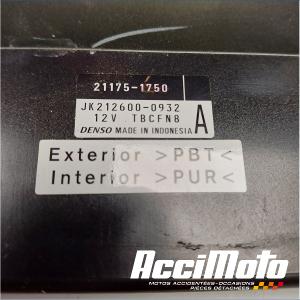 21175-1750
JK212600-0932
12V TBCFN8
DENSO MADE IN INDONESIA A
Exterior >PBT<
Interior >PUR<
AcciMoto
MOTOS ACCIDENTÉES - OCCASIONS
PIÈCES DÉTACHÉES